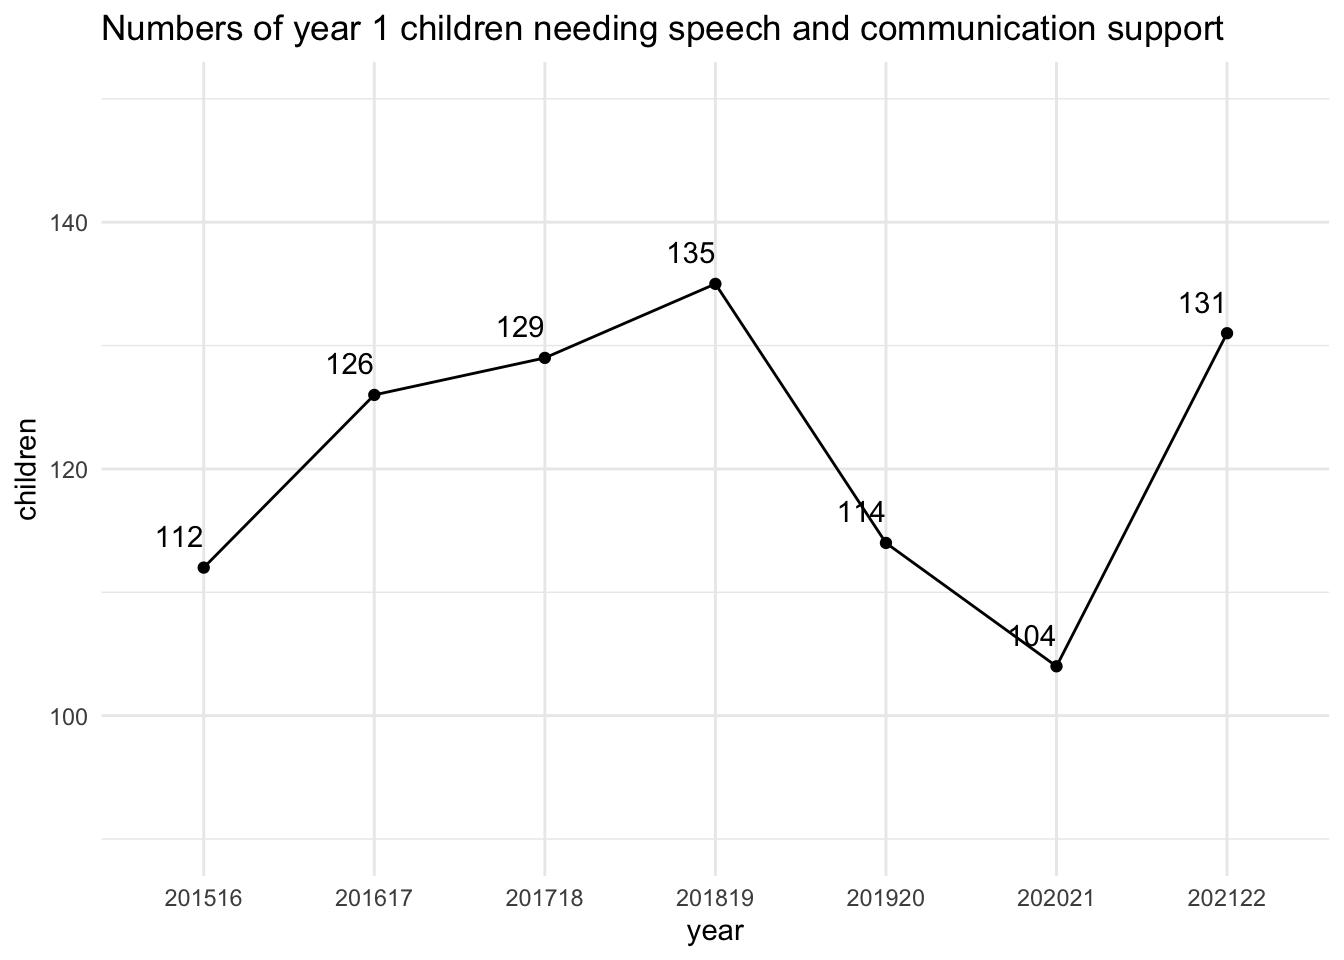 Numbers of year 1 children needing speech and communication support
140
120
100
children
112
126
129
135
114
104
131
201516 201617 201718 201819 201920 202021 202122
year